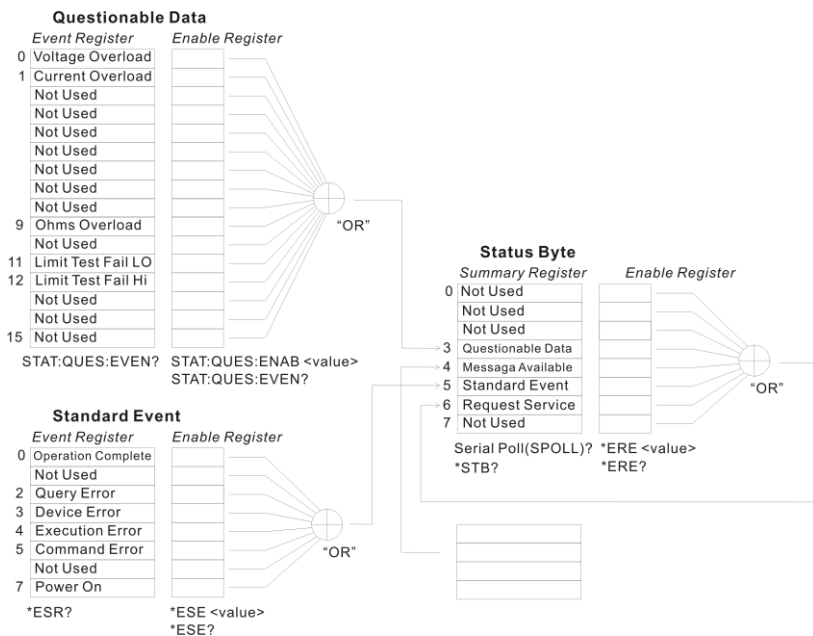 Questionable Data
Event Register Enable Register
0 Voltage Overload
1 Current Overload
Not Used
Not Used
Not Used
Not Used
Not Used
Not Used
Not Used
9 Ohms Overload
Not Used
11 Limit Test Fail LO
12 Limit Test Fail Hi
Not Used
Not Used
15 Not Used
"OR"
STAT:QUES:EVEN? STAT:QUES:ENAB <value>
STAT:QUES:EVEN?
Standard Event
Event Register Enable Register
0 Operation Complete
Not Used
2 Query Error
3 Device Error
4 Execution Error
5 Command Error
Not Used
7 Power On
"OR"
*ESR? *ESE <value>
*ESE?
Status Byte
Summary Register Enable Register
0 Not Used
Not Used
Not Used
3 Questionable Data
4 Messaga Available
5 Standard Event
6 Request Service
7 Not Used
"OR"
Serial Poll(SPOLL)? *ERE <value>
*STB? *ERE?